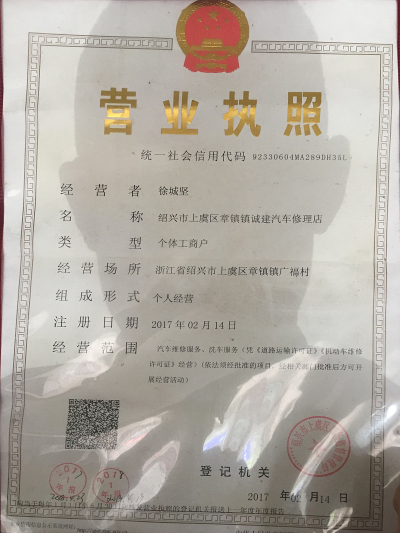 营业执照
统一社会信用代码 92330604MA289DH35L
经营者 徐城坚
名称 绍兴市上虞区章镇镇诚建汽车修理店
类型 个体工商户
经营场所 浙江省绍兴市上虞区章镇镇广福村
组成形式 个人经营
注册日期 2017年02月14日
经营范围 汽车维修服务、洗车服务(凭《道路运输许可证》《机动车维修
许可证》经营)(依法须经批准的项目,经相关部门批准后方可开
展经营活动)
登记机关
2017年02月14日